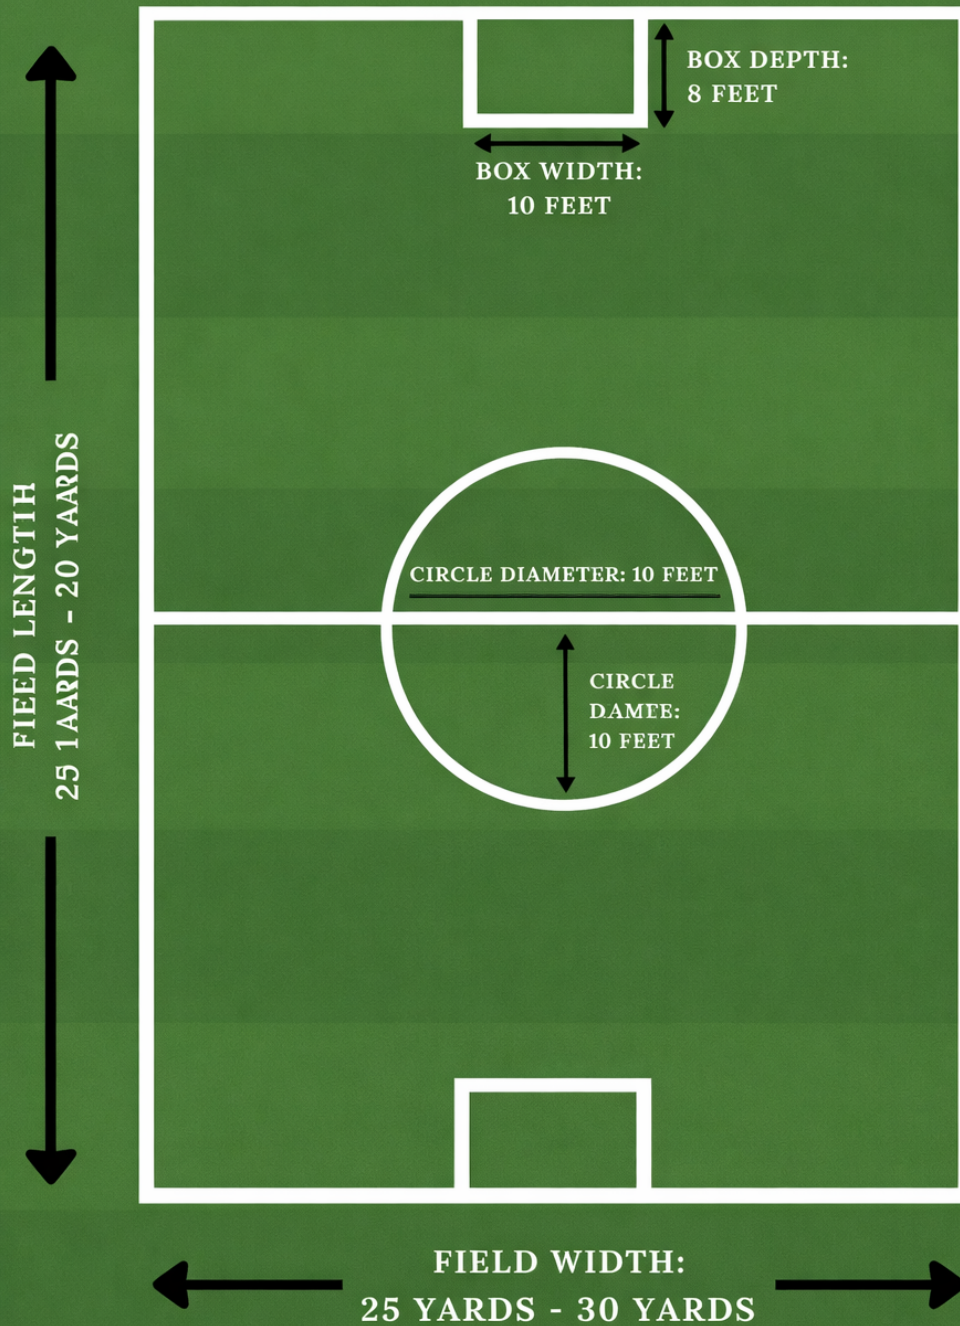 BOX DEPTH:
8 FEET
BOX WIDTH:
10 FEET
FIEED LENGTIH
25 1AARDS – 20 YAARDS
CIRCLE DIAMETER: 10 FEET
CIRCLE
DAMEE:
10 FEET
FIELD WIDTH:
25 YARDS - 30 YARDS